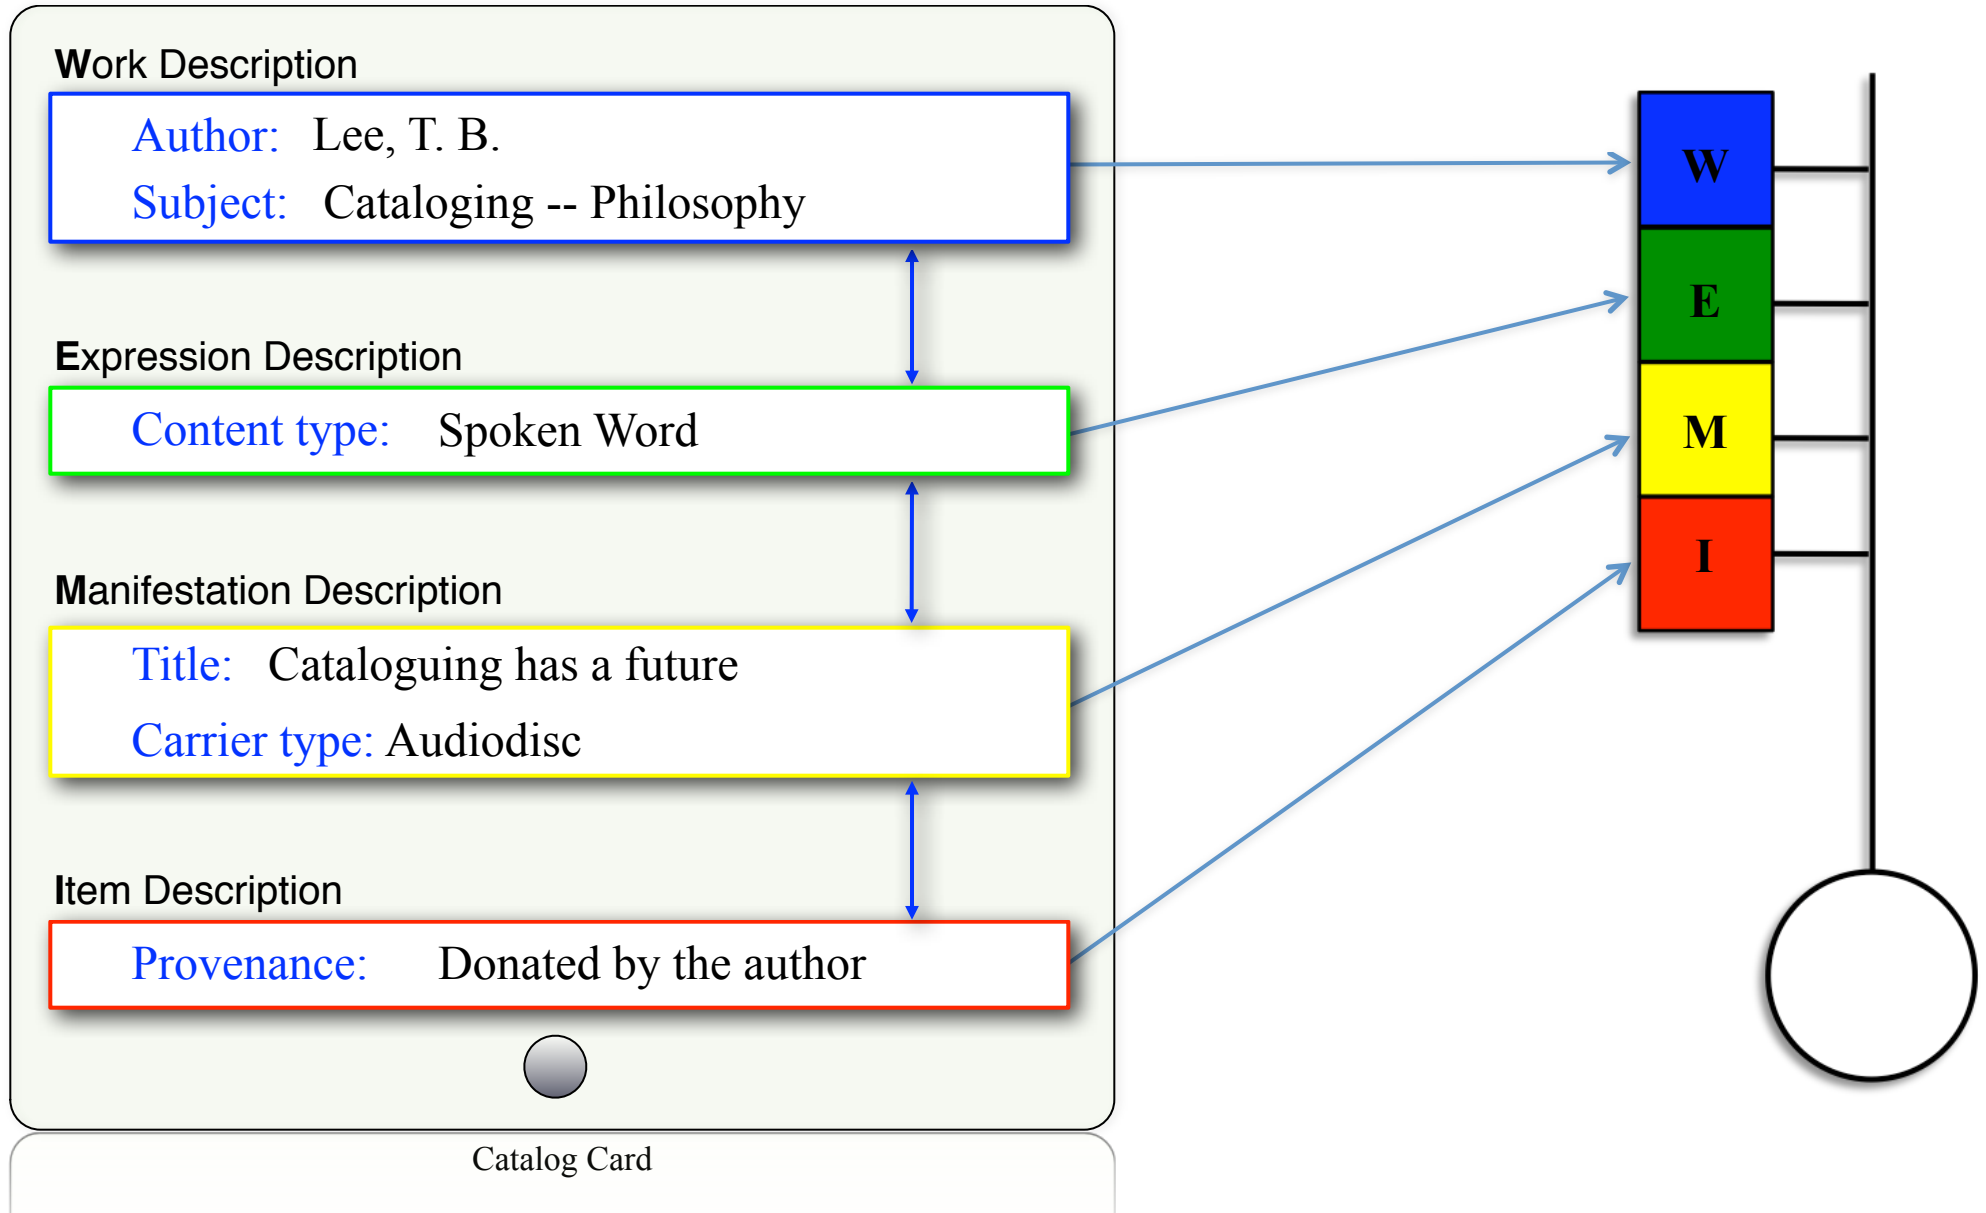 Work Description
Author: Lee, T. B.
Subject: Cataloging -- Philosophy
Expression Description
Content type: Spoken Word
Manifestation Description
Title: Cataloguing has a future
Carrier type: Audiodisc
Item Description
Provenance: Donated by the author
Catalog Card
W
E
M
I